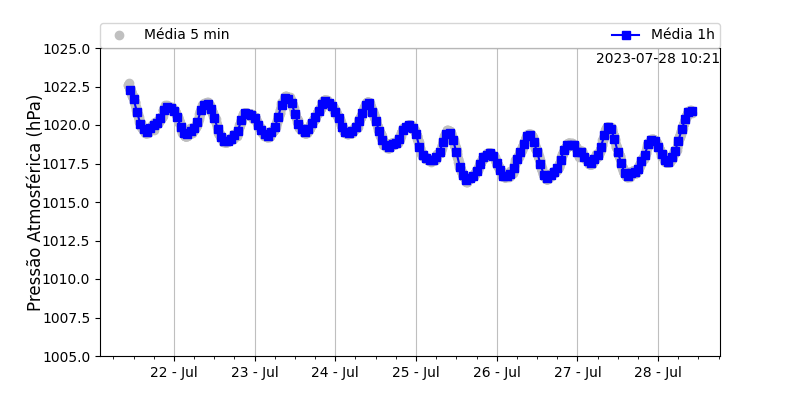 Média 5 min
Média 1h
2023-07-28 10:21
Pressão Atmosférica (hPa)
1025.0
1022.5
1020.0
1017.5
1015.0
1012.5
1010.0
1007.5
1005.0
22 - Jul
23 - Jul
24 - Jul
25 - Jul
26 - Jul
27 - Jul
28 - Jul